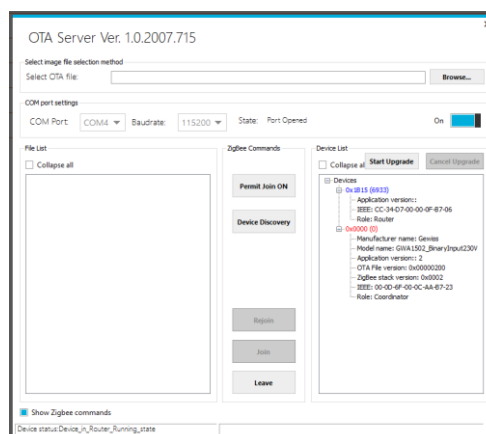 OTA Server Ver. 1.0.2007.715
Select image file selection method
Select OTA file:
Browse...
COM port settings
COM Port:
COM4
Baudrate:
115200
State:
Port Opened
On
File List
Collapse all
ZigBee Commands
Permit Join ON
Device Discovery
Rejoin
Join
Leave
Device List
Collapse al
Start Upgrade
Cancel Upgrade
Devices
0x1B15 (6933)
Application version::
IEEE: CC-34-D7-00-00-0F-B7-06
Role: Router
0x0000 (0)
Manufacturer name: Gewiss
Model name: GWA1502_BinaryInput230V
Application version:: 2
OTA File version: 0x00000200
ZigBee stack version: 0x0002
IEEE: 00-0D-6F-00-0C-AA-B7-23
Role: Coordinator
Show Zigbee commands
Device status:Device_in_Router_Running_state